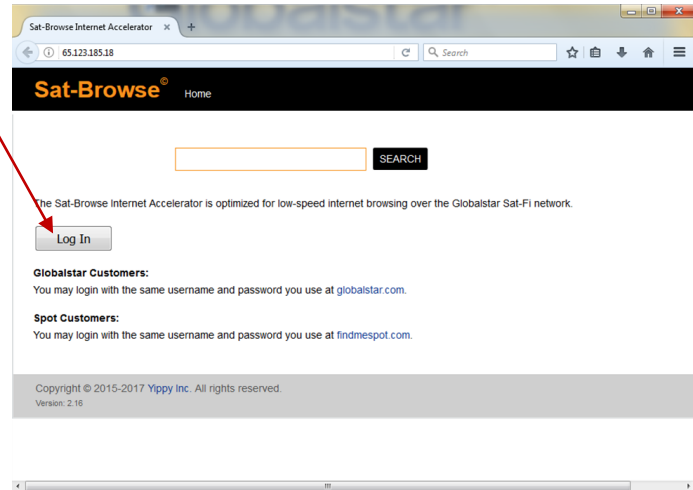 Globalstar
Sat-Browse Internet Accelerator × +
65.123.185.18 Search
Sat-Browse© Home
SEARCH
The Sat-Browse Internet Accelerator is optimized for low-speed internet browsing over the Globalstar Sat-Fi network.
Log In
Globalstar Customers:
You may login with the same username and password you use at globalstar.com.
Spot Customers:
You may login with the same username and password you use at findmespot.com.
Copyright © 2015-2017 Yippy Inc. All rights reserved.
Version: 2.16